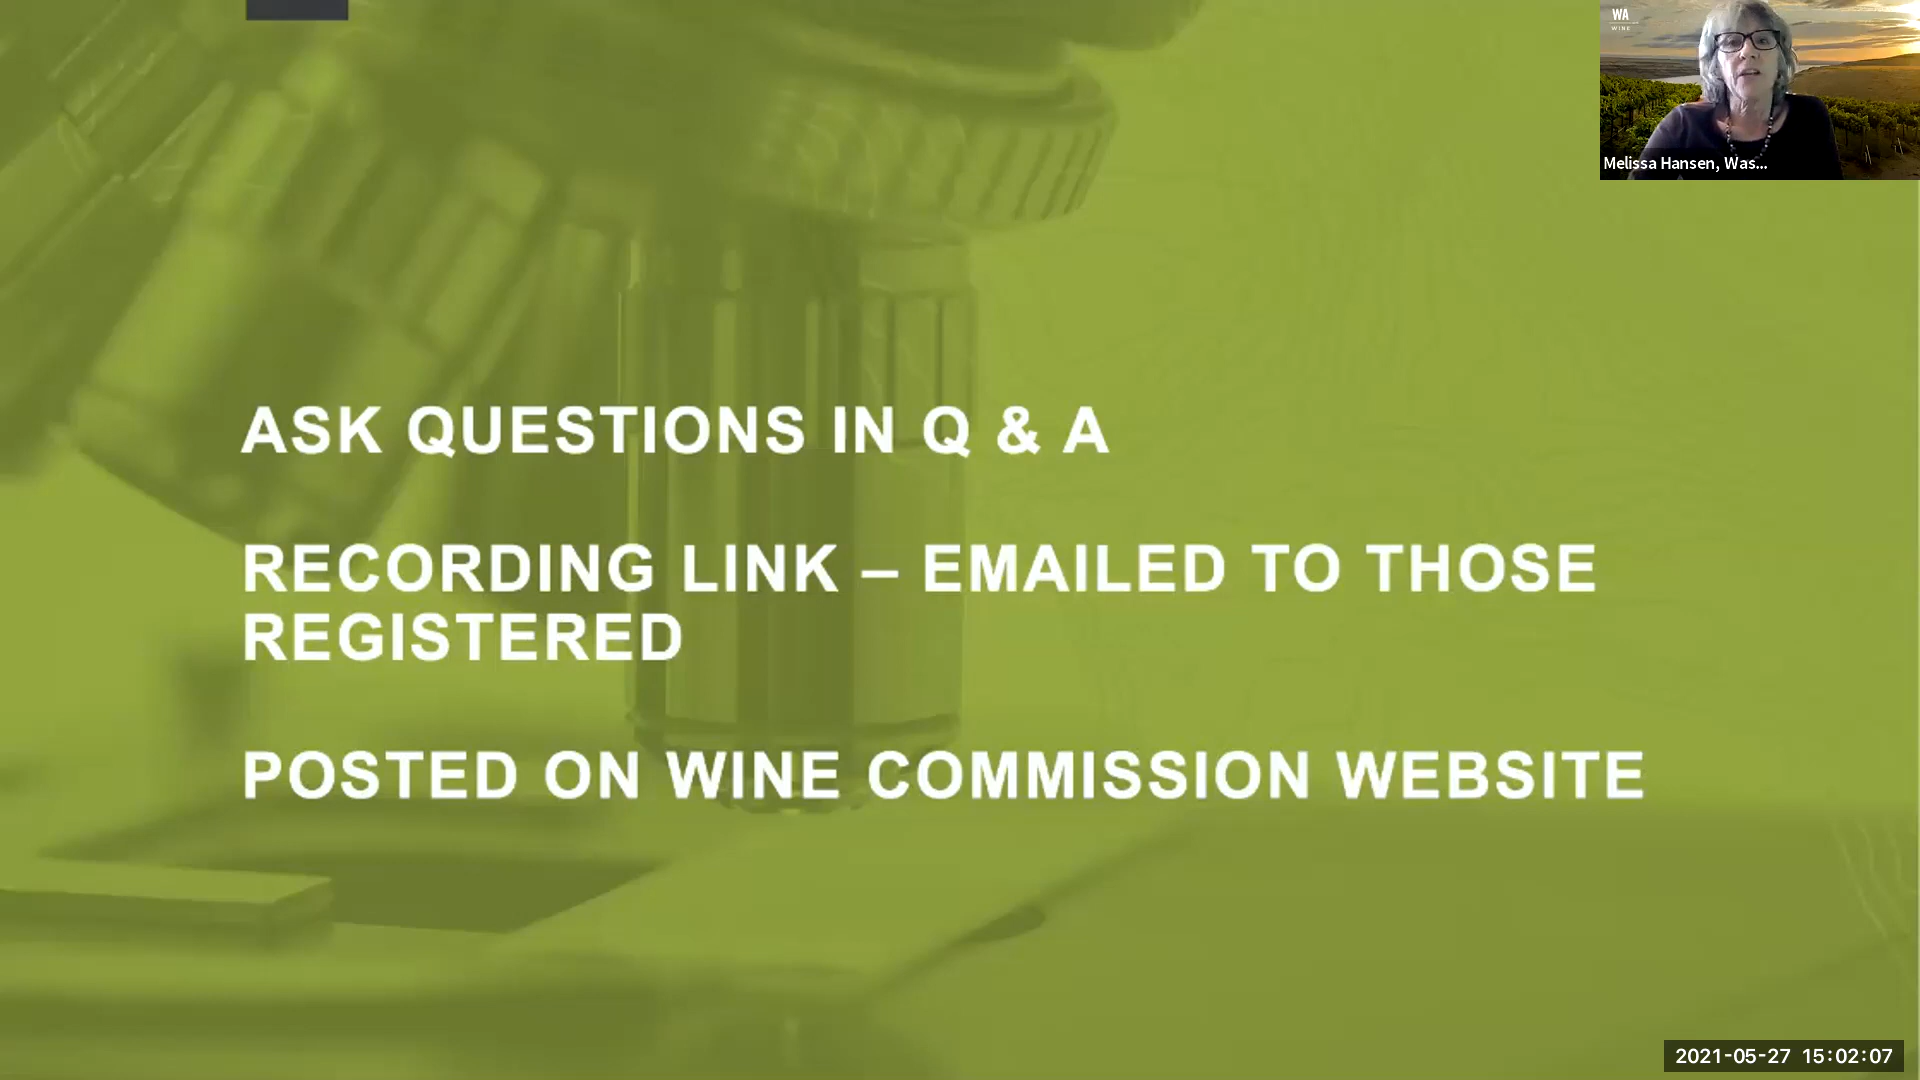 WA
WINE
Melissa Hansen, Was...
ASK QUESTIONS IN Q & A
RECORDING LINK – EMAILED TO THOSE
REGISTERED
POSTED ON WINE COMMISSION WEBSITE
2021-05-27 15:02:07